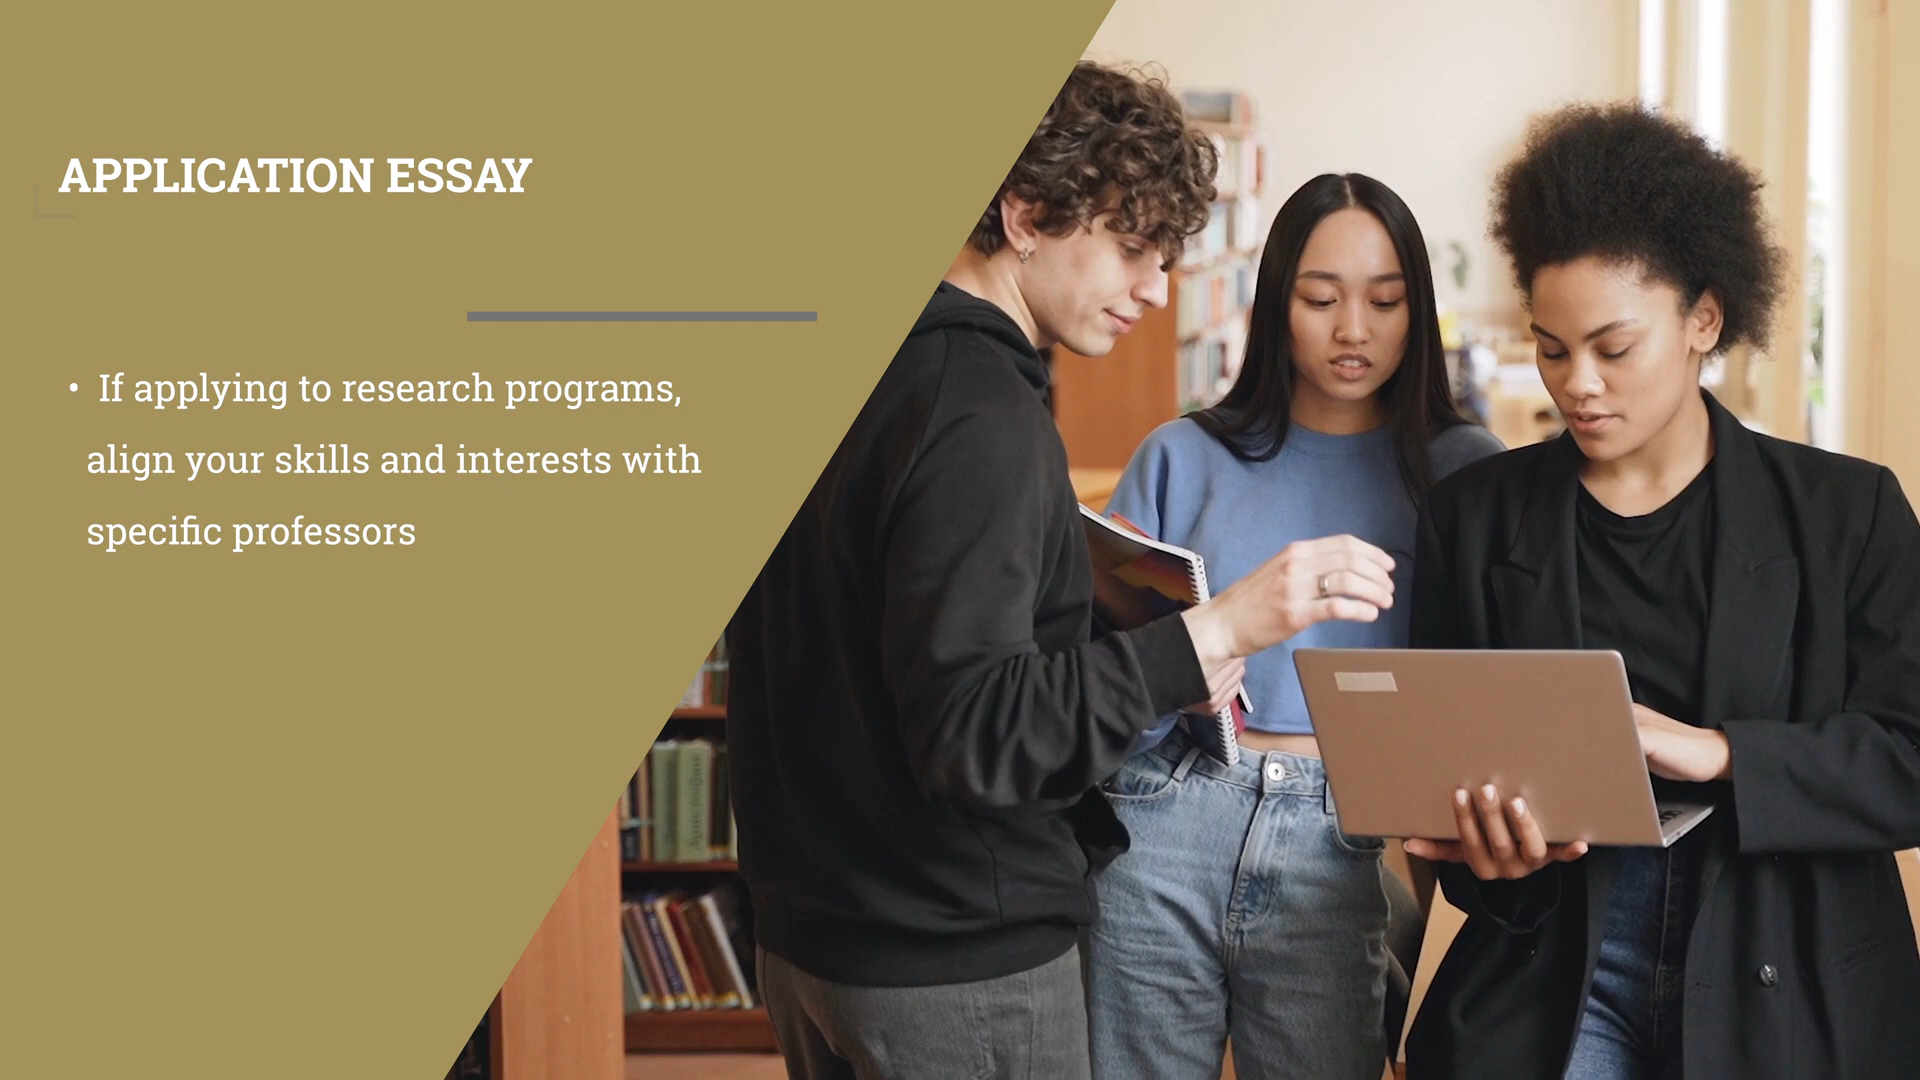 APPLICATION ESSAY
• If applying to research programs,
align your skills and interests with
specific professors